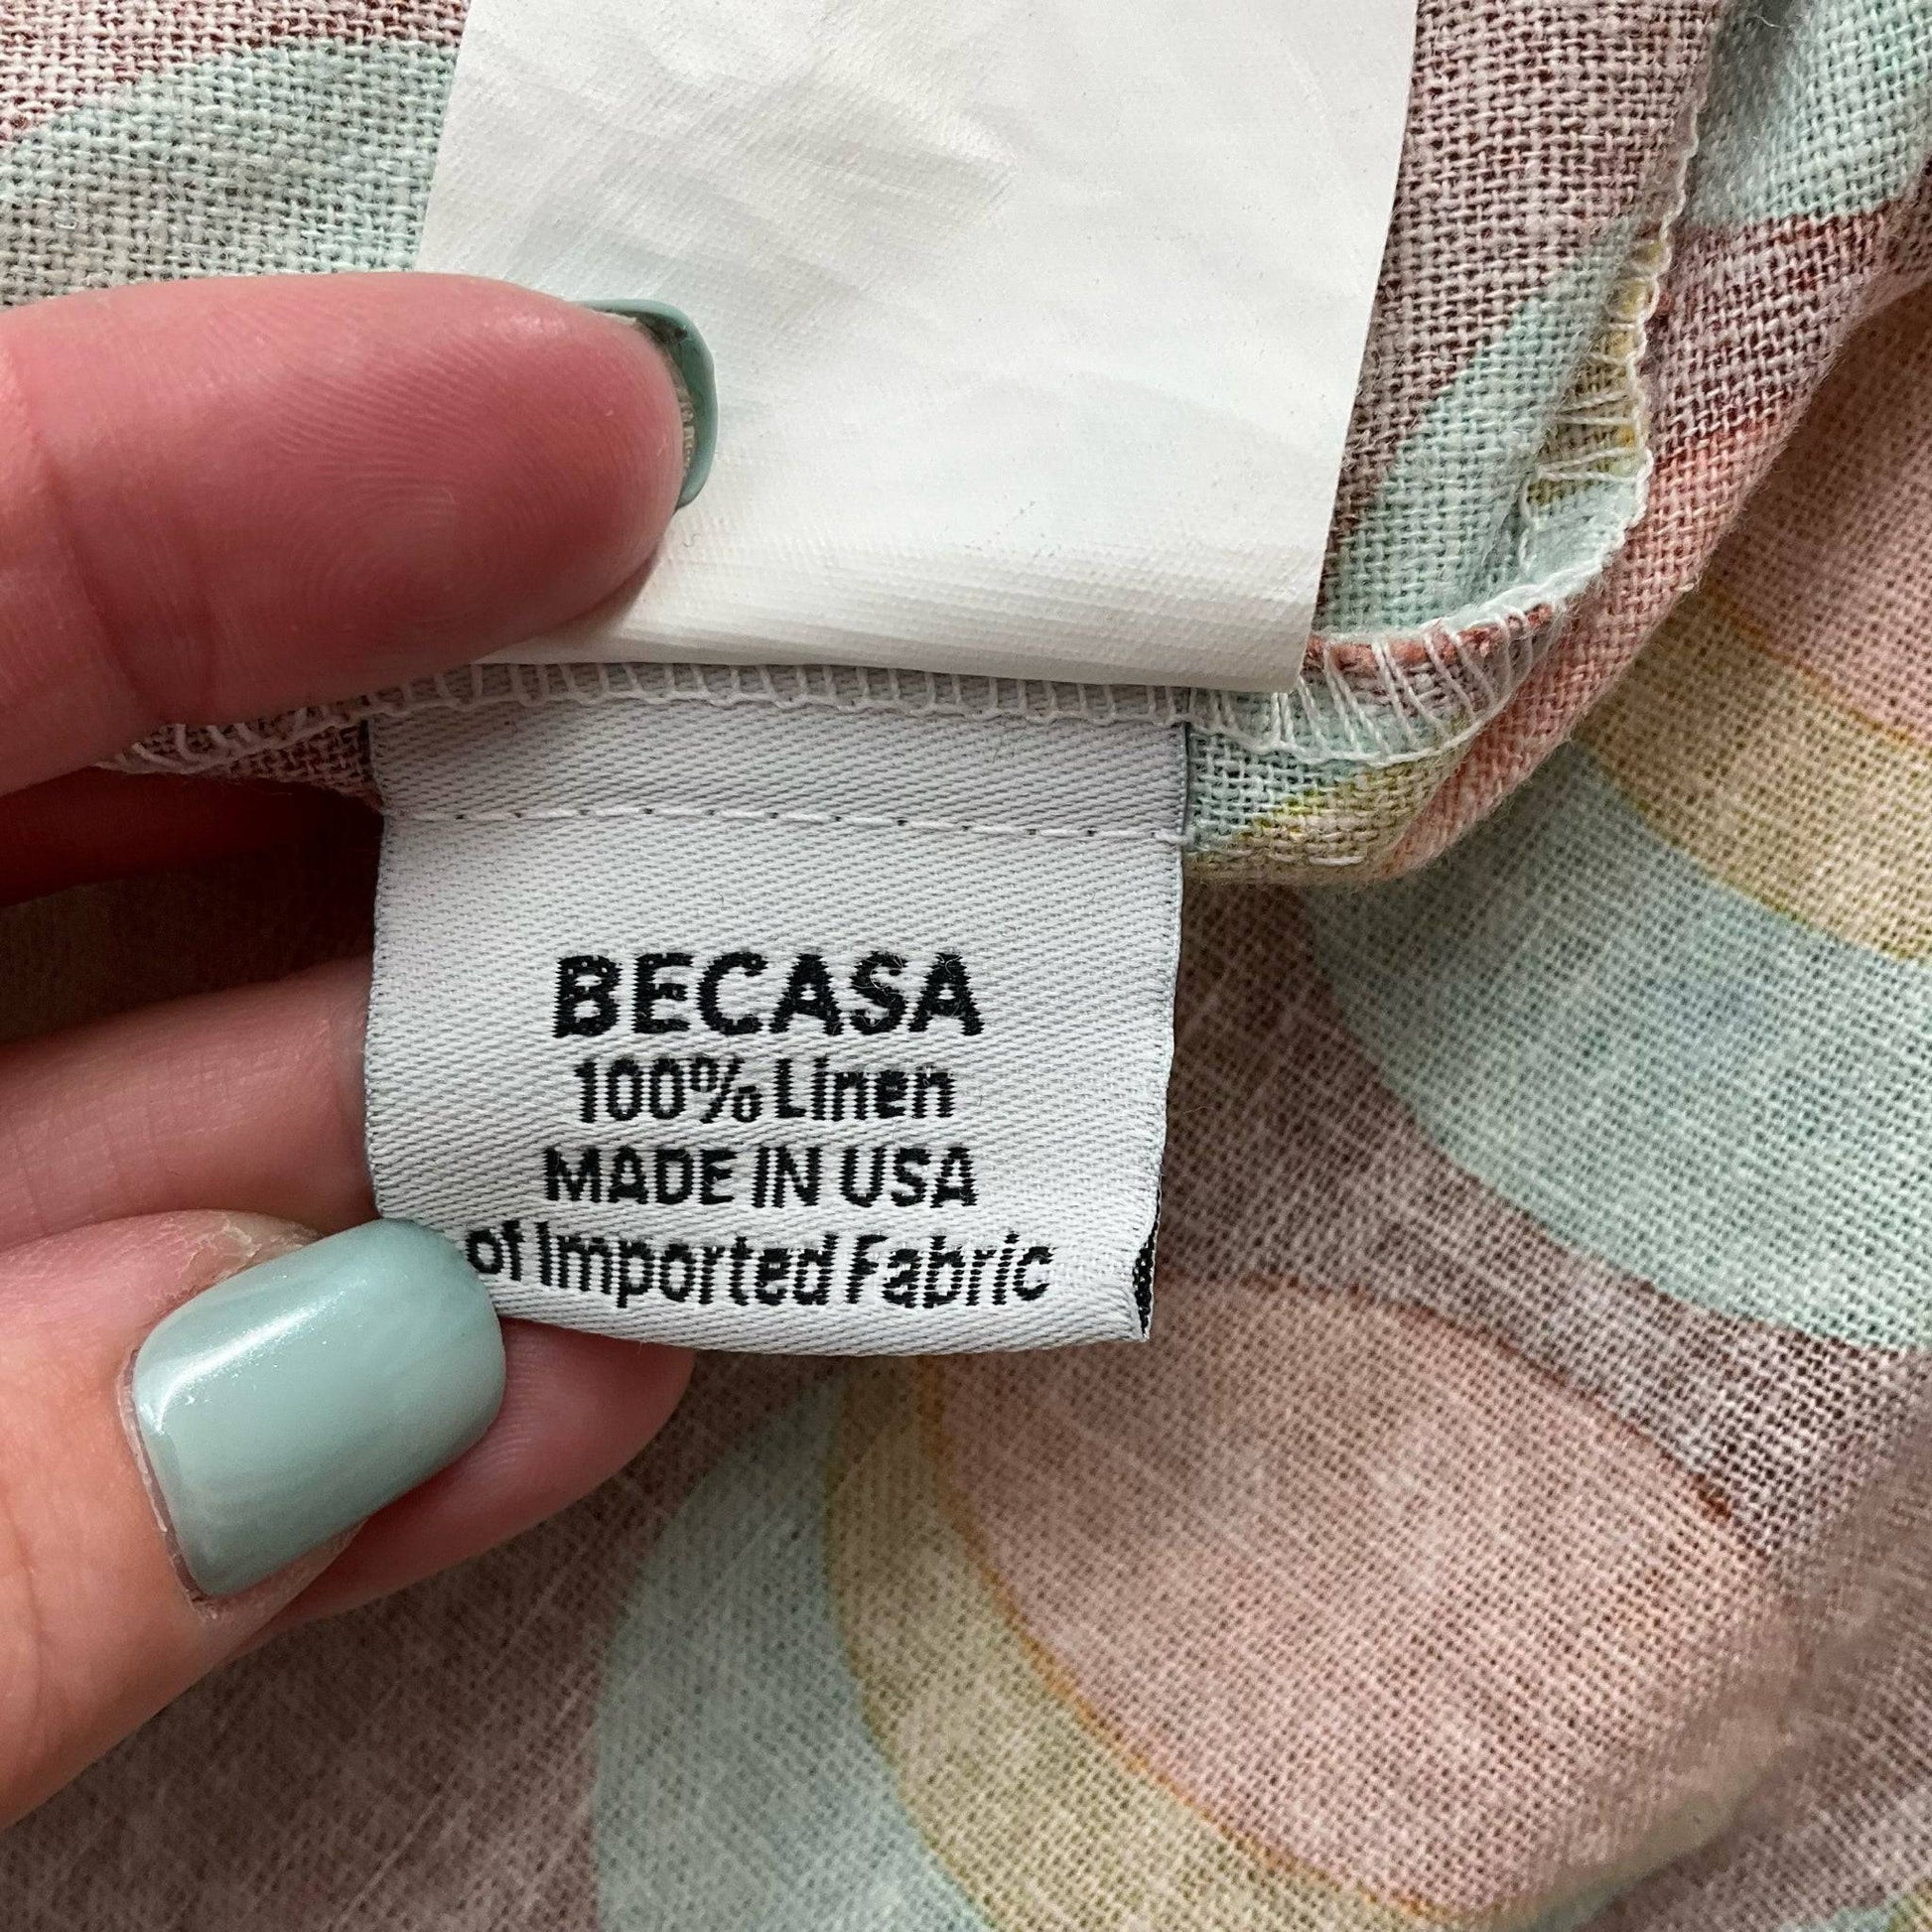 BECASA
100% Linen
MADE IN USA
of Imported Fabric